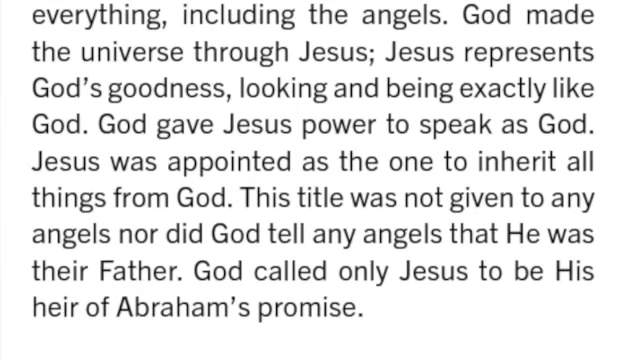 everything, including the angels. God made
the universe through Jesus; Jesus represents
God’s goodness, looking and being exactly like
God. God gave Jesus power to speak as God.
Jesus was appointed as the one to inherit all
things from God. This title was not given to any
angels nor did God tell any angels that He was
their Father. God called only Jesus to be His
heir of Abraham’s promise.